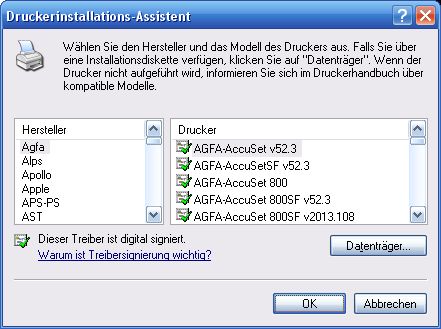 Druckerinstallations-Assistent
Wählen Sie den Hersteller und das Modell des Druckers aus. Falls Sie über
eine Installationsdiskette verfügen, klicken Sie auf "Datenträger". Wenn der
Drucker nicht aufgeführt wird, informieren Sie sich im Druckerhandbuch über
kompatible Modelle.
Hersteller
Agfa
Alps
Apollo
Apple
APS-PS
AST
Drucker
AGFA-AccuSet v52.3
AGFA-AccuSetSF v52.3
AGFA-AccuSet 800
AGFA-AccuSet 800SF v52.3
AGFA-AccuSet 800SF v2013.108
Dieser Treiber ist digital signiert.
Warum ist Treibersignierung wichtig?
Datenträger...
OK
Abbrechen